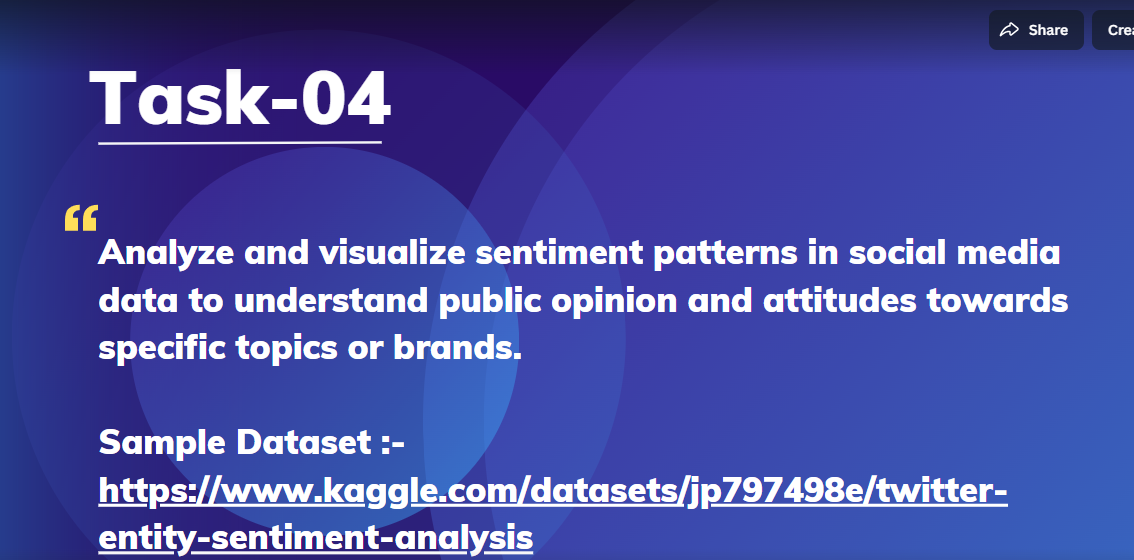 Share
Task-04
“
Analyze and visualize sentiment patterns in social media
data to understand public opinion and attitudes towards
specific topics or brands.
Sample Dataset :-
https://www.kaggle.com/datasets/jp797498e/twitter-
entity-sentiment-analysis